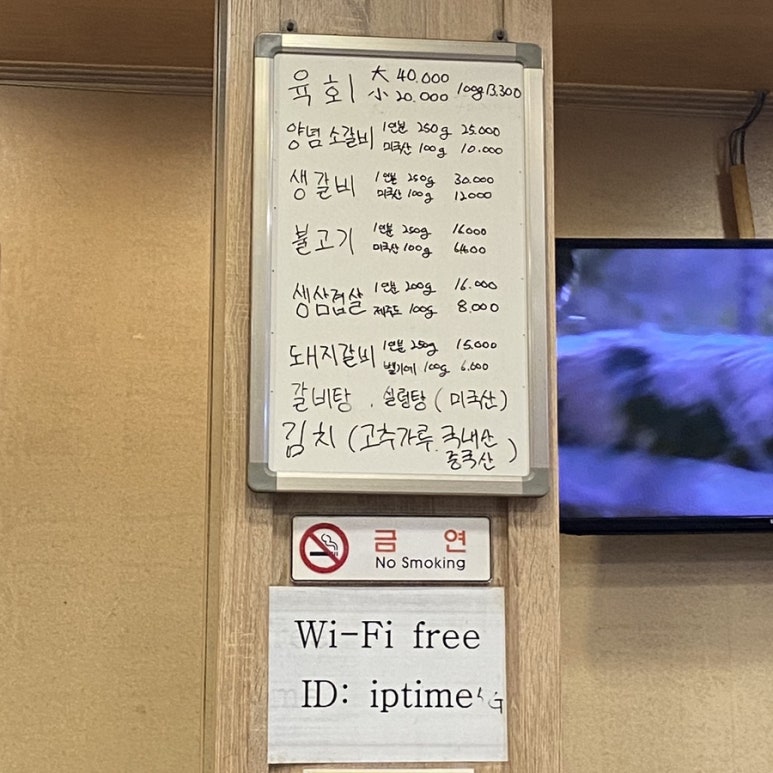 육회 大 40.000
小 20.000 100g 13.300
양념 소갈비 1인분 250g 25.000
미국산 100g 10.000
생갈비 1인분 250g 30.000
미국산 100g 12000
불고기 1인분 250g 16000
미국산 100g 6400
생삼겹살 1인분 200g 16.000
제주도 100g 8.000
돼지갈비 1인분 250g 15.000
벨기에 100g 6.000
갈비탕 . 설렁탕 ( 미국산 )
김치 ( 고추가루. 국내산
중국산 )
금 연
No Smoking
Wi-Fi free
ID: iptime